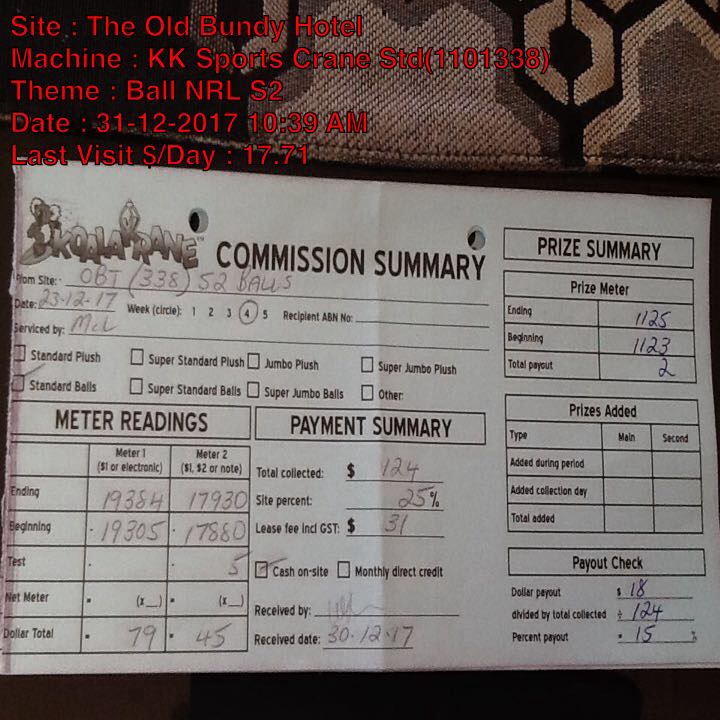 Site : The Old Bundy Hotel
Machine : KK Sports Crane Std(1101338)
Theme : Ball NRL S2
Date : 31-12-2017 10:39 AM
Last Visit $/Day : 17.71
KOALA KRANE™
COMMISSION SUMMARY
From Site: OBT (338) S2 BALLS
Date: 23-12-17 Week (circle): 1 2 3 4 5 Recipient ABN No:
Serviced by:
Standard Plush Super Standard Plush Jumbo Plush Super Jumbo Plush
Standard Balls Super Standard Balls Super Jumbo Balls Other:
METER READINGS
Meter 1 Meter 2
($1 or electronic) ($1, $2 or note)
Ending 19384 17930
Beginning - 19305 - 17880
Test - 5
Net Meter = (x__) = (x__)
Dollar Total = 79 = 45
PAYMENT SUMMARY
Total collected: $ 124
Site percent: 25%
Lease fee incl GST: $ 31
Cash on-site Monthly direct credit
Received by:
Received date: 30.12.17
PRIZE SUMMARY
Prize Meter
Ending 1125
Beginning 1123
Total payout 2
Prizes Added
Type Main Second
Added during period
Added collection day
Total added
Payout Check
Dollar payout $ 18
divided by total collected ÷ 124
Percent payout = 15 %